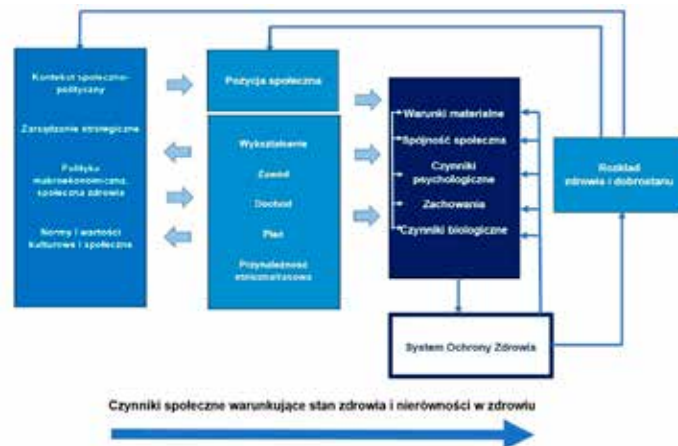 Kontekst społeczno-
polityczny
Zarządzanie strategiczne
Polityka
makroekonomiczna,
społeczna zdrowia
Normy i wartości
kulturowe i społeczne
Pozycja społeczna
Wykształcenie
Zawód
Dochód
Płeć
Przynależność
etniczna/rasowa
Warunki materialne
Spójność społeczna
Czynniki
psychologiczne
Zachowania
Czynniki biologiczne
Rozkład
zdrowia i dobrostanu
System Ochrony Zdrowia
Czynniki społeczne warunkujące stan zdrowia i nierówności w zdrowiu